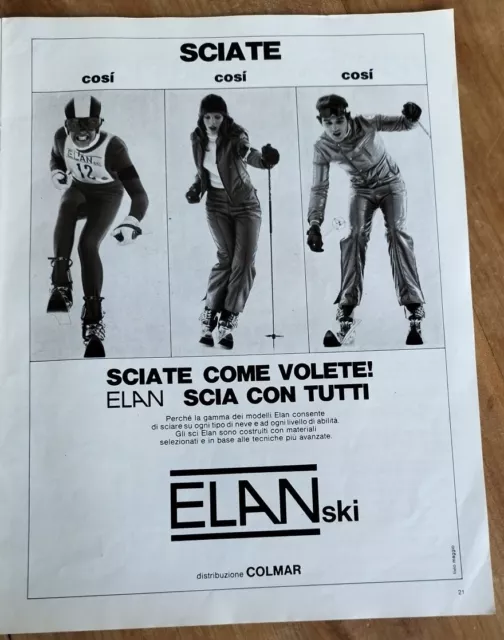 SCIATE
così così così
ELAN
12
SCIATE COME VOLETE!
ELAN SCIA CON TUTTI
Perché la gamma dei modelli Elan consente
di sciare su ogni tipo di neve e ad ogni livello di abilità.
Gli sci Elan sono costruiti con materiali
selezionati e in base alle tecniche più avanzate.
ELANski
distribuzione COLMAR
21